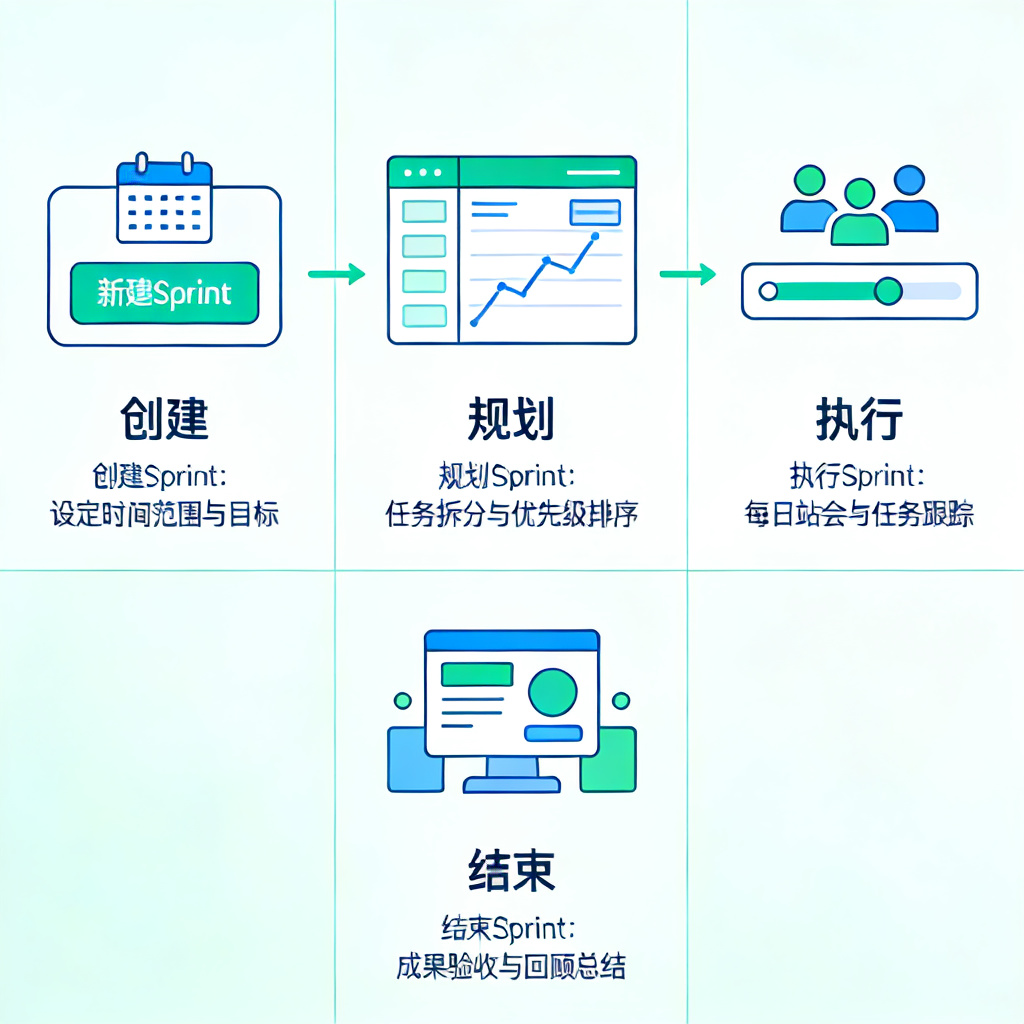 新建Sprint
创建
创建Sprint:
设定时间范围与目标
规划
规划Sprint:
任务拆分与优先级排序
执行
执行Sprint:
每日站会与任务跟踪
结束
结束Sprint:
成果验收与回顾总结